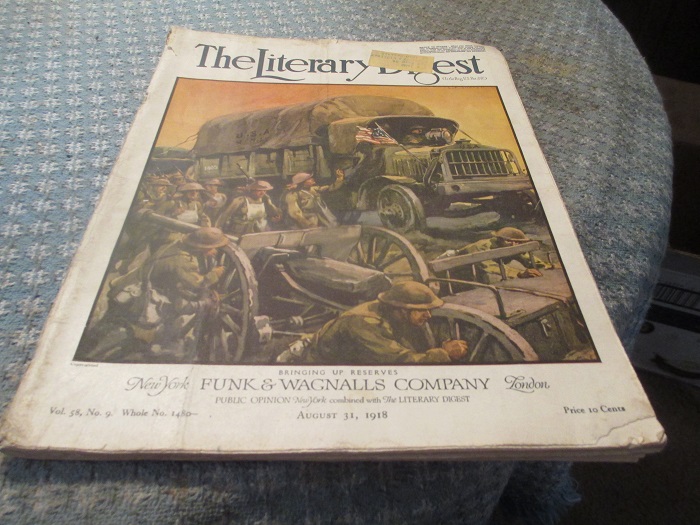 The Literary Digest
BRINGING UP RESERVES
New York FUNK & WAGNALLS COMPANY London
PUBLIC OPINION New York combined with The LITERARY DIGEST
Vol. 58, No. 9. Whole No. 1480 AUGUST 31, 1918 Price 10 Cents